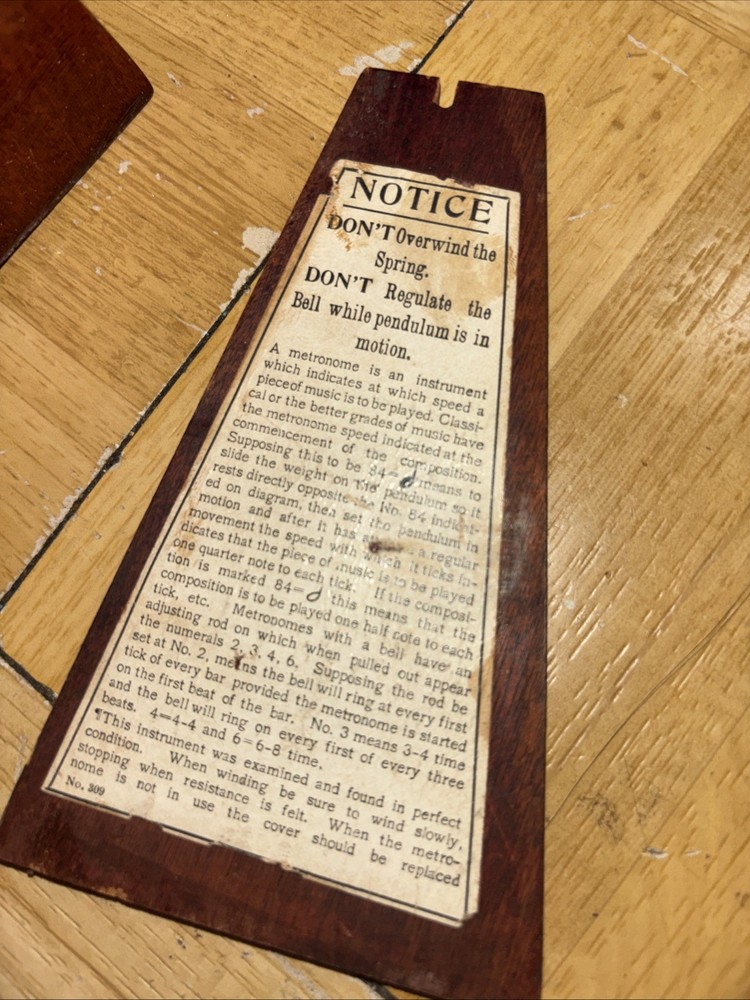 NOTICE
DON'T Overwind the
Spring.
DON'T Regulate the
Bell while pendulum is in
motion.
A metronome is an instrument
which indicates at which speed a
piece of music is to be played. Classi-
cal or the better grades of music have
the metronome speed indicated at the
commencement of the composition.
Supposing this to be 84=♩ means to
slide the weight on the pendulum so it
rests directly opposite No. 84 indicat-
ed on diagram, then set the pendulum in
motion and after it has a regular
movement the speed with which it ticks in-
dicates that the piece of music is to be played
one quarter note to each tick. If the composi-
tion is marked 84=𝅗𝅥 this means that the
composition is to be played one half note to each
tick, etc. Metronomes with a bell have an
adjusting rod on which when pulled out appear
the numerals 2, 3, 4, 6. Supposing the rod be
set at No. 2, means the bell will ring at every first
tick of every bar provided the metronome is started
on the first beat of the bar. No. 3 means 3-4 time
and the bell will ring on every first of every three
beats. 4=4-4 and 6=6-8 time.
¶This instrument was examined and found in perfect
condition. When winding be sure to wind slowly,
stopping when resistance is felt. When the metro-
nome is not in use the cover should be replaced
No. 309